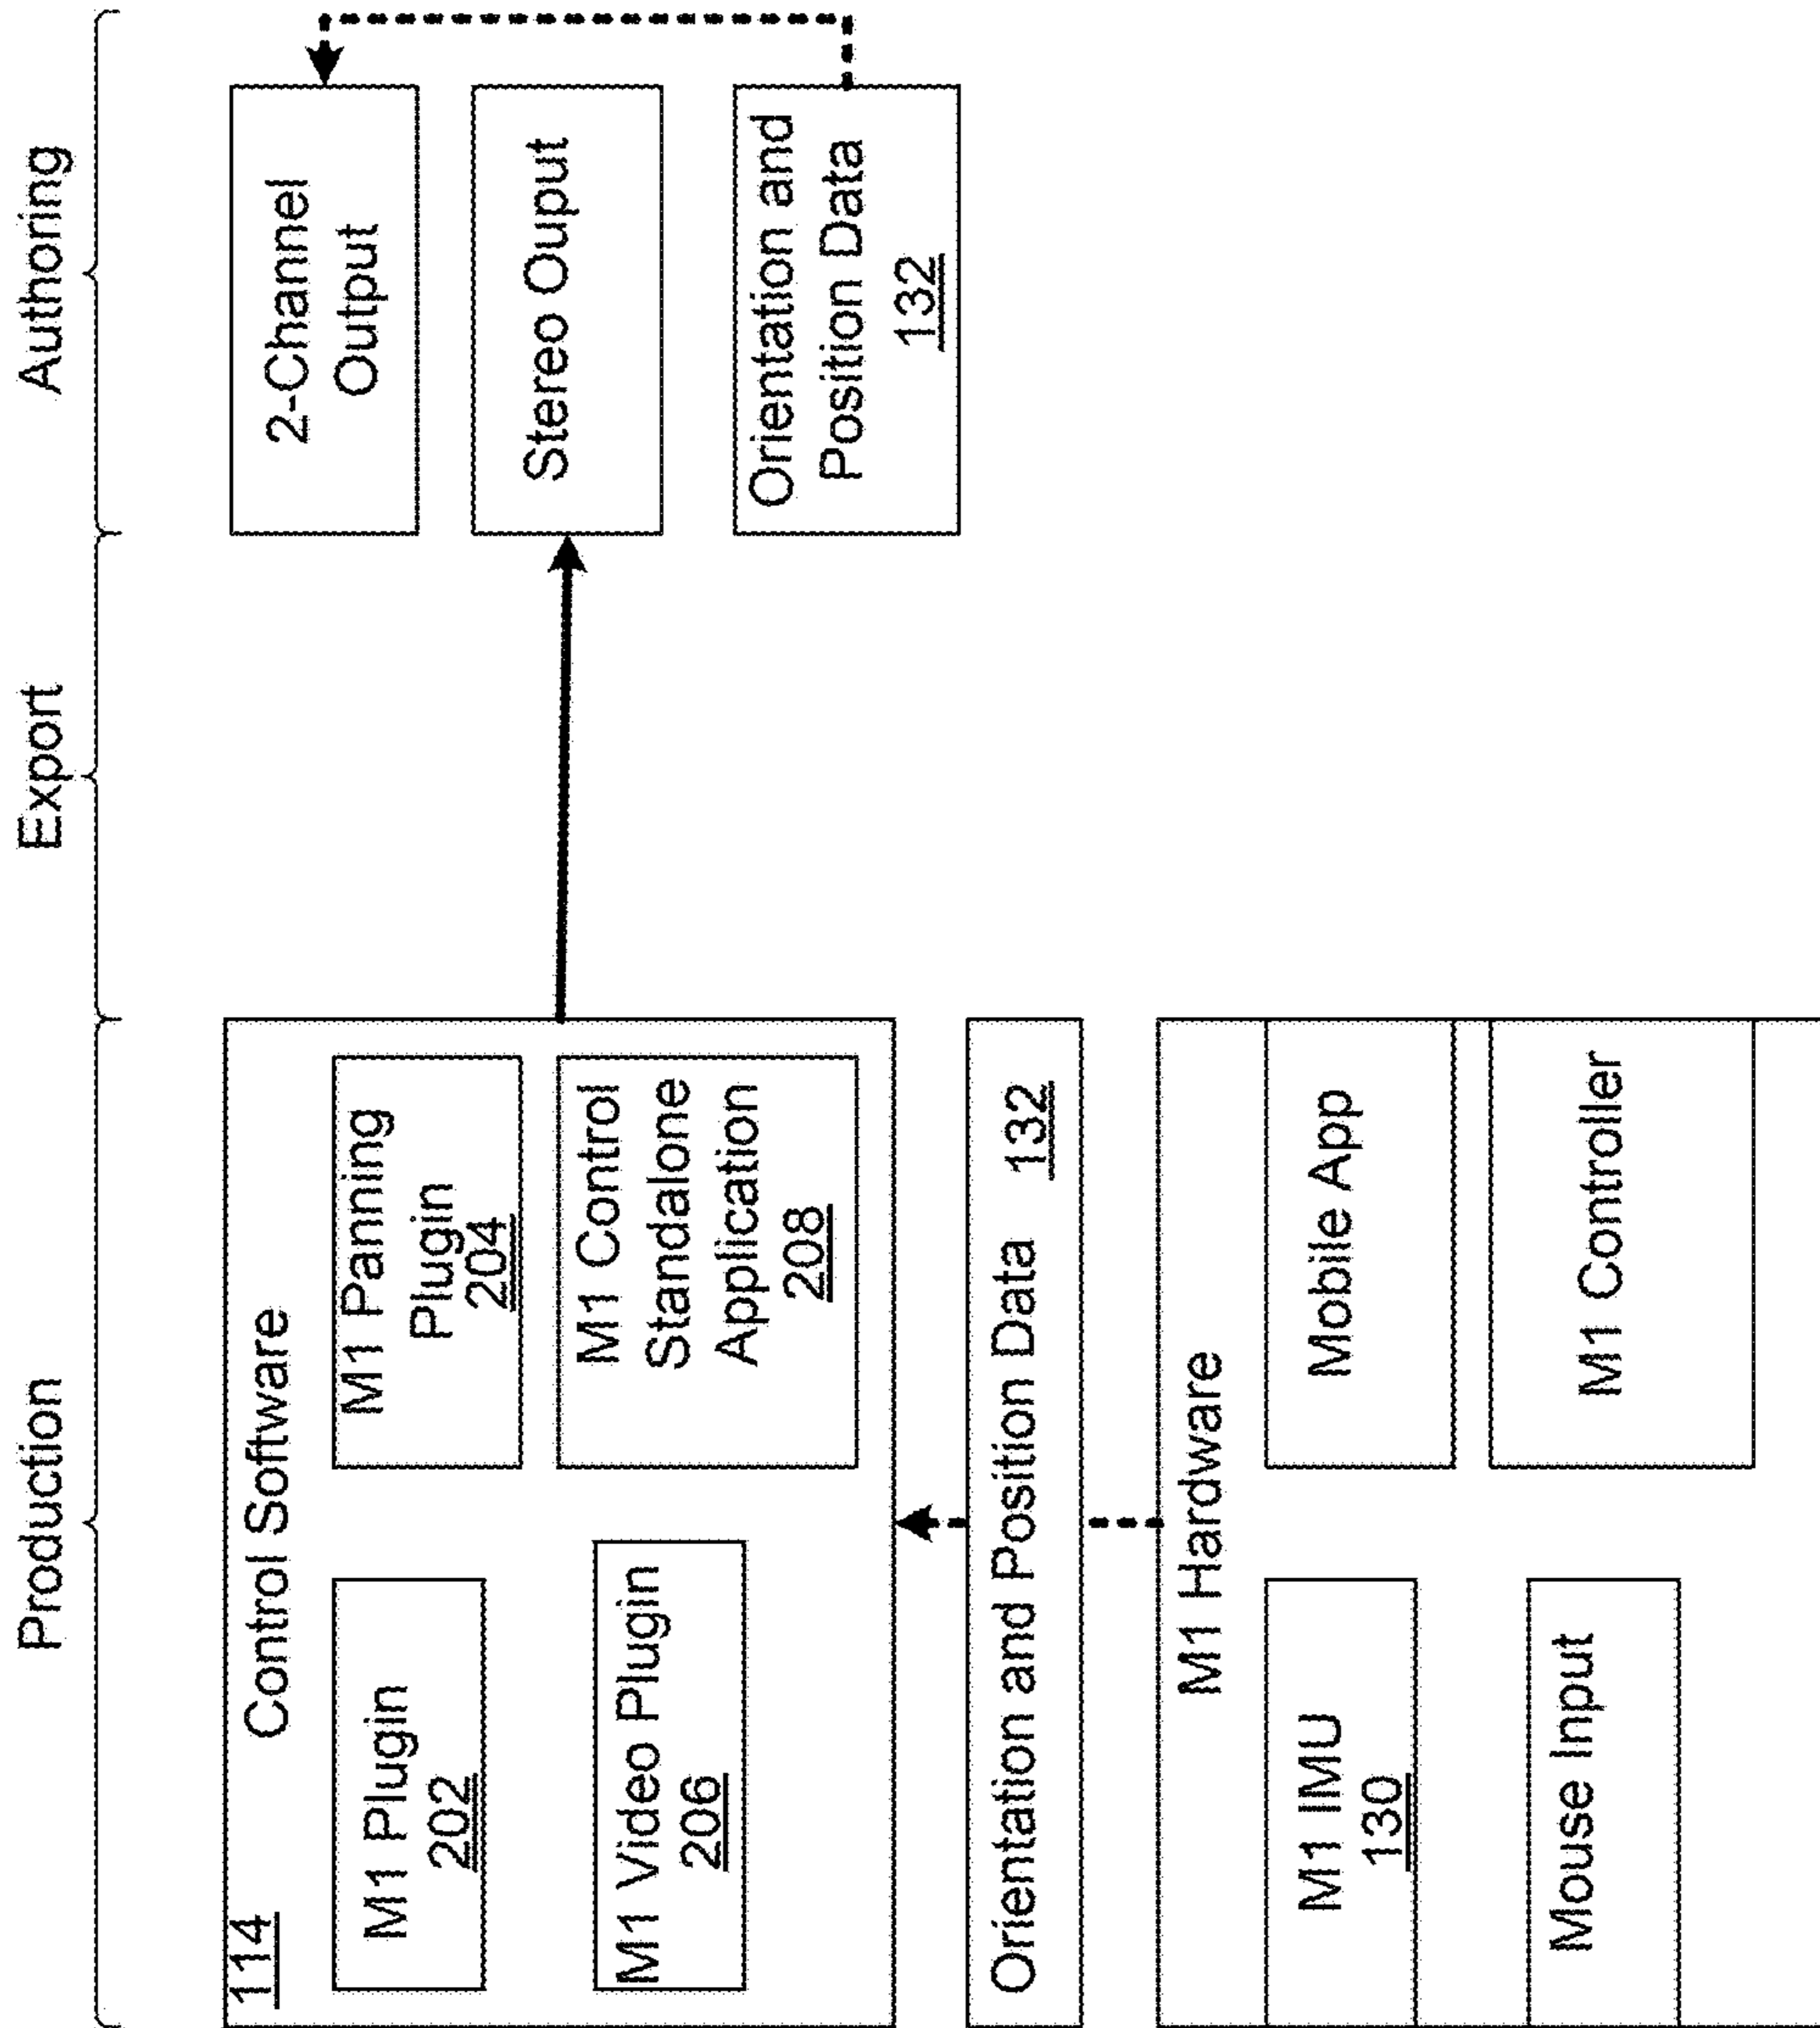 Production
Export
Authoring
114
Control Software
M1 Plugin
202
M1 Panning
Plugin
204
M1 Video Plugin
206
M1 Control
Standalone
Application
208
Orientation and Position Data 132
M1 Hardware
M1 IMU
130
Mobile App
Mouse Input
M1 Controller
2-Channel
Output
Stereo Ouput
Orientation and
Position Data
132